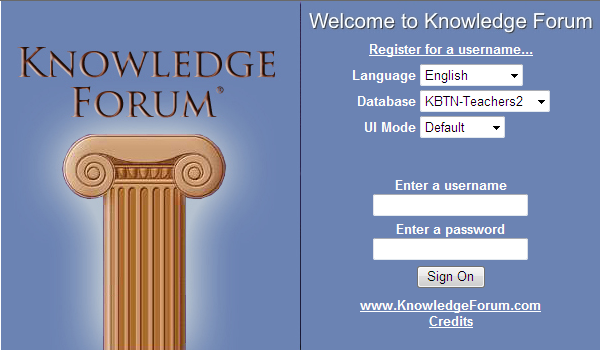 KNOWLEDGE
FORUM®
Welcome to Knowledge Forum
Register for a username...
Language English
Database KBTN-Teachers2
UI Mode Default
Enter a username
Enter a password
Sign On
www.KnowledgeForum.com
Credits